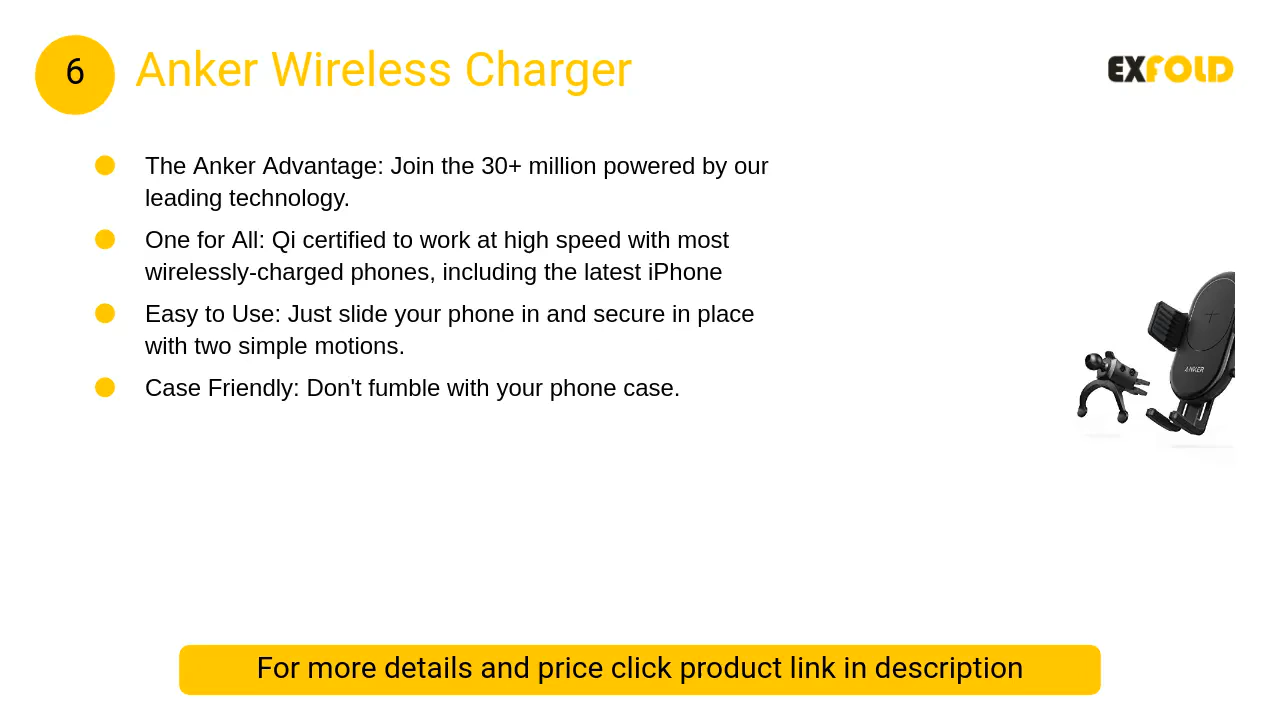 6
Anker Wireless Charger
EXFOLD
The Anker Advantage: Join the 30+ million powered by our
leading technology.
One for All: Qi certified to work at high speed with most
wirelessly-charged phones, including the latest iPhone
Easy to Use: Just slide your phone in and secure in place
with two simple motions.
Case Friendly: Don't fumble with your phone case.
ANKER
For more details and price click product link in description